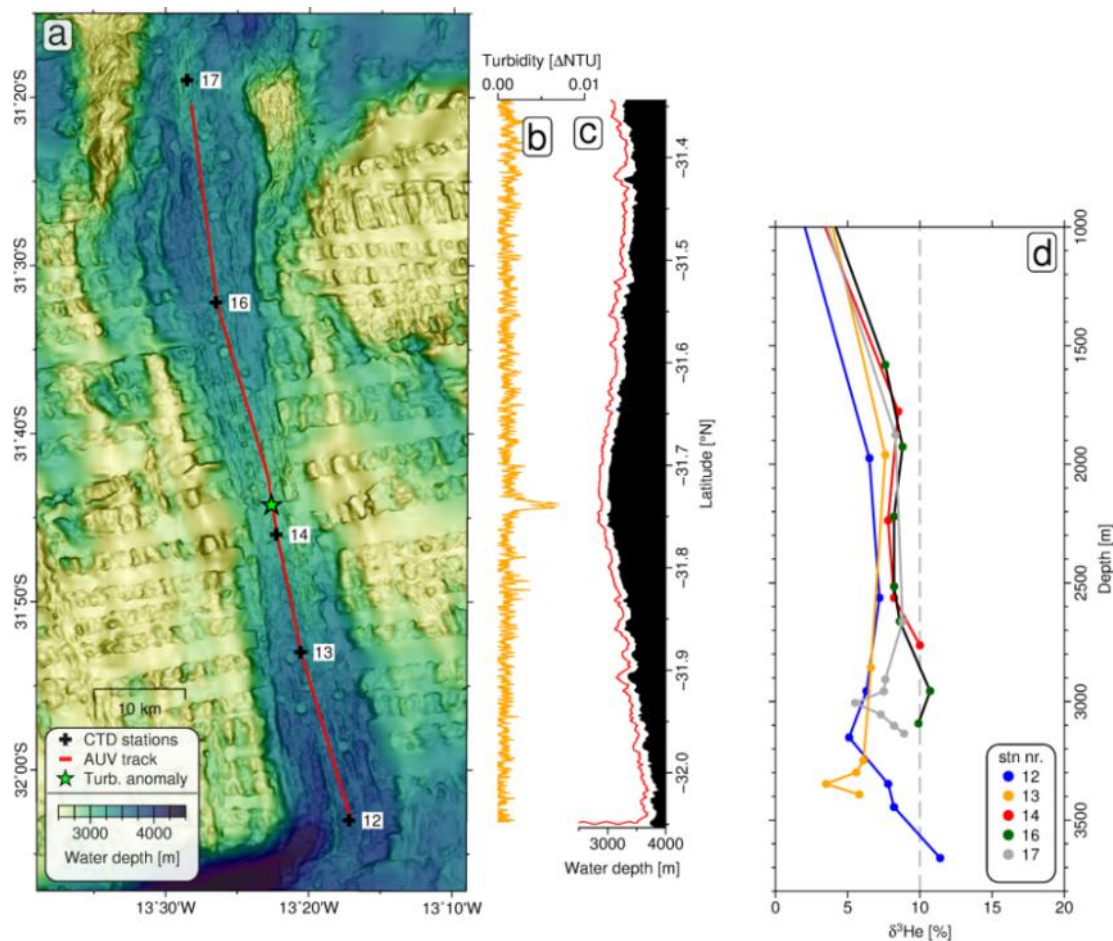 a
31°20'S
31°30'S
31°40'S
31°50'S
32°00'S
17
16
14
13
12
10 km
CTD stations
AUV track
Turb. anomaly
3000 4000
Water depth [m]
13°30'W 13°20'W 13°10'W
Turbidity [ΔNTU]
0.00 0.01
b
c
−31.4
−31.5
−31.6
−31.7
−31.8
−31.9
−32.0
Latitude [°N]
3000 4000
Water depth [m]
d
1000
15000
20000
25000
3000
3500
Depth [m]
stn nr.
12
13
14
16
17
0 5 10 15 20
δ³He [%]